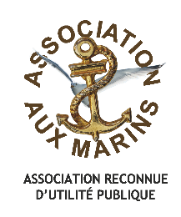 ASSOCIATION
AUX MARINS
ASSOCIATION RECONNUE
D'UTILITÉ PUBLIQUE